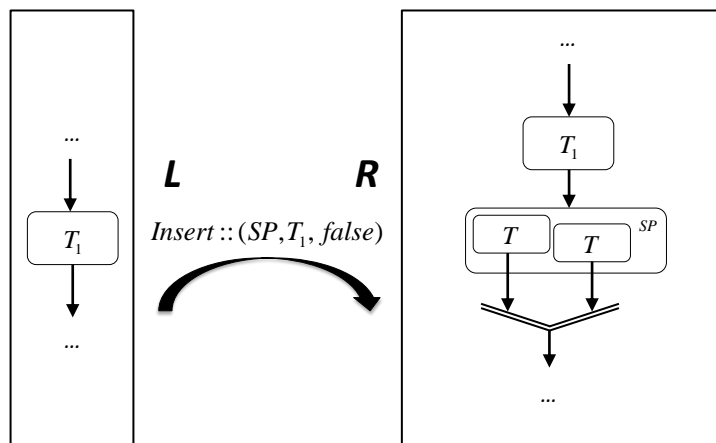 ...
T₁
...
L
R
Insert :: (SP, T₁, false)
...
T₁
SP
T
T
...